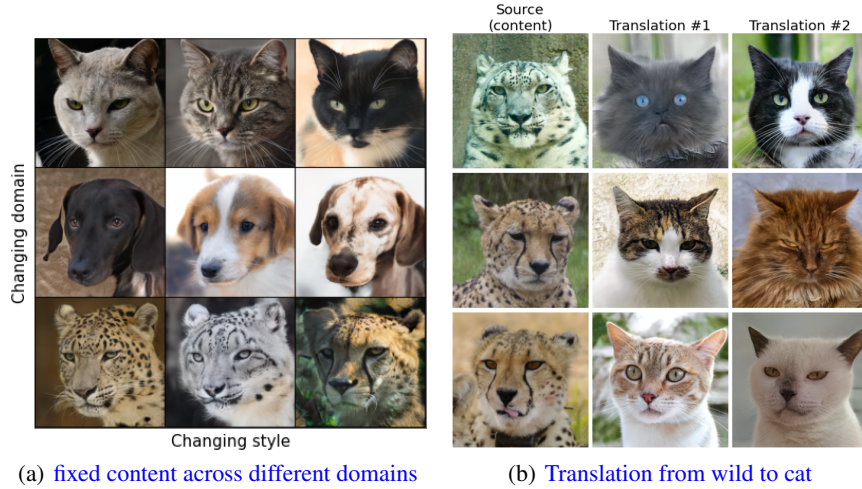 Changing domain
Changing style
(a) fixed content across different domains
Source
(content)
Translation #1
Translation #2
(b) Translation from wild to cat